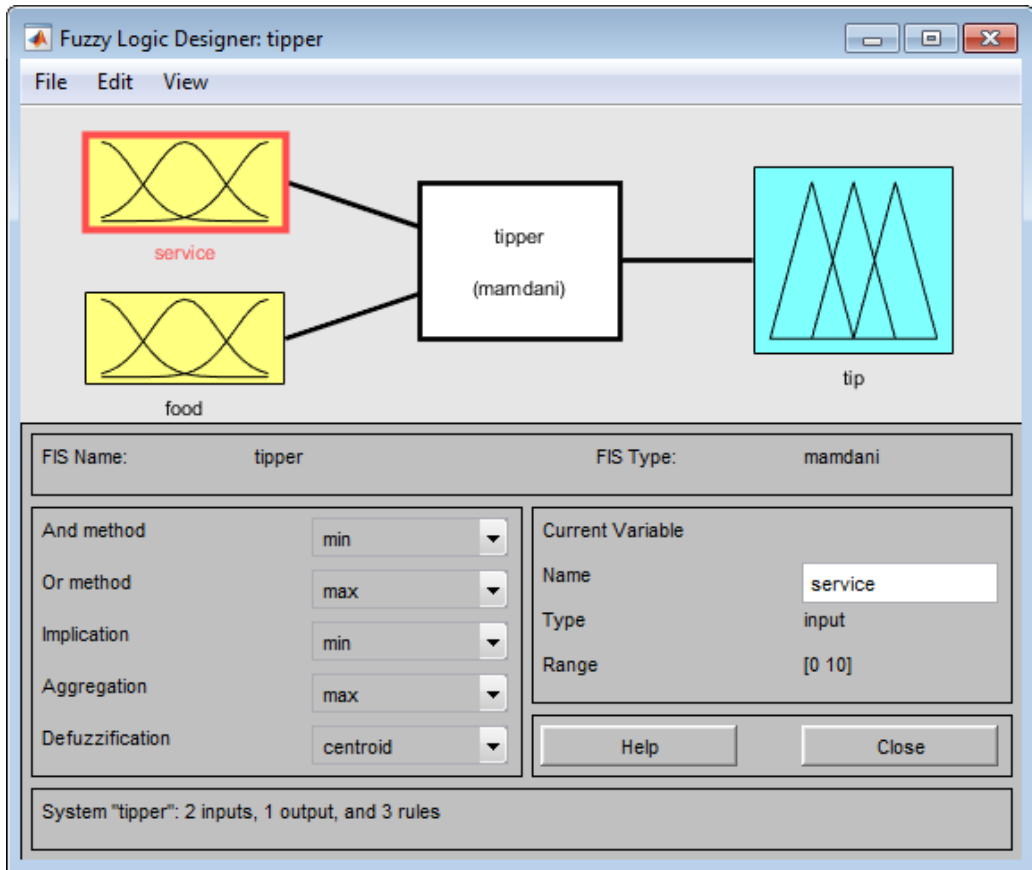 Fuzzy Logic Designer: tipper
File Edit View
service
food
tipper
(mamdani)
tip
FIS Name: tipper FIS Type: mamdani
And method min
Or method max
Implication min
Aggregation max
Defuzzification centroid
Current Variable
Name service
Type input
Range [0 10]
Help Close
System "tipper": 2 inputs, 1 output, and 3 rules